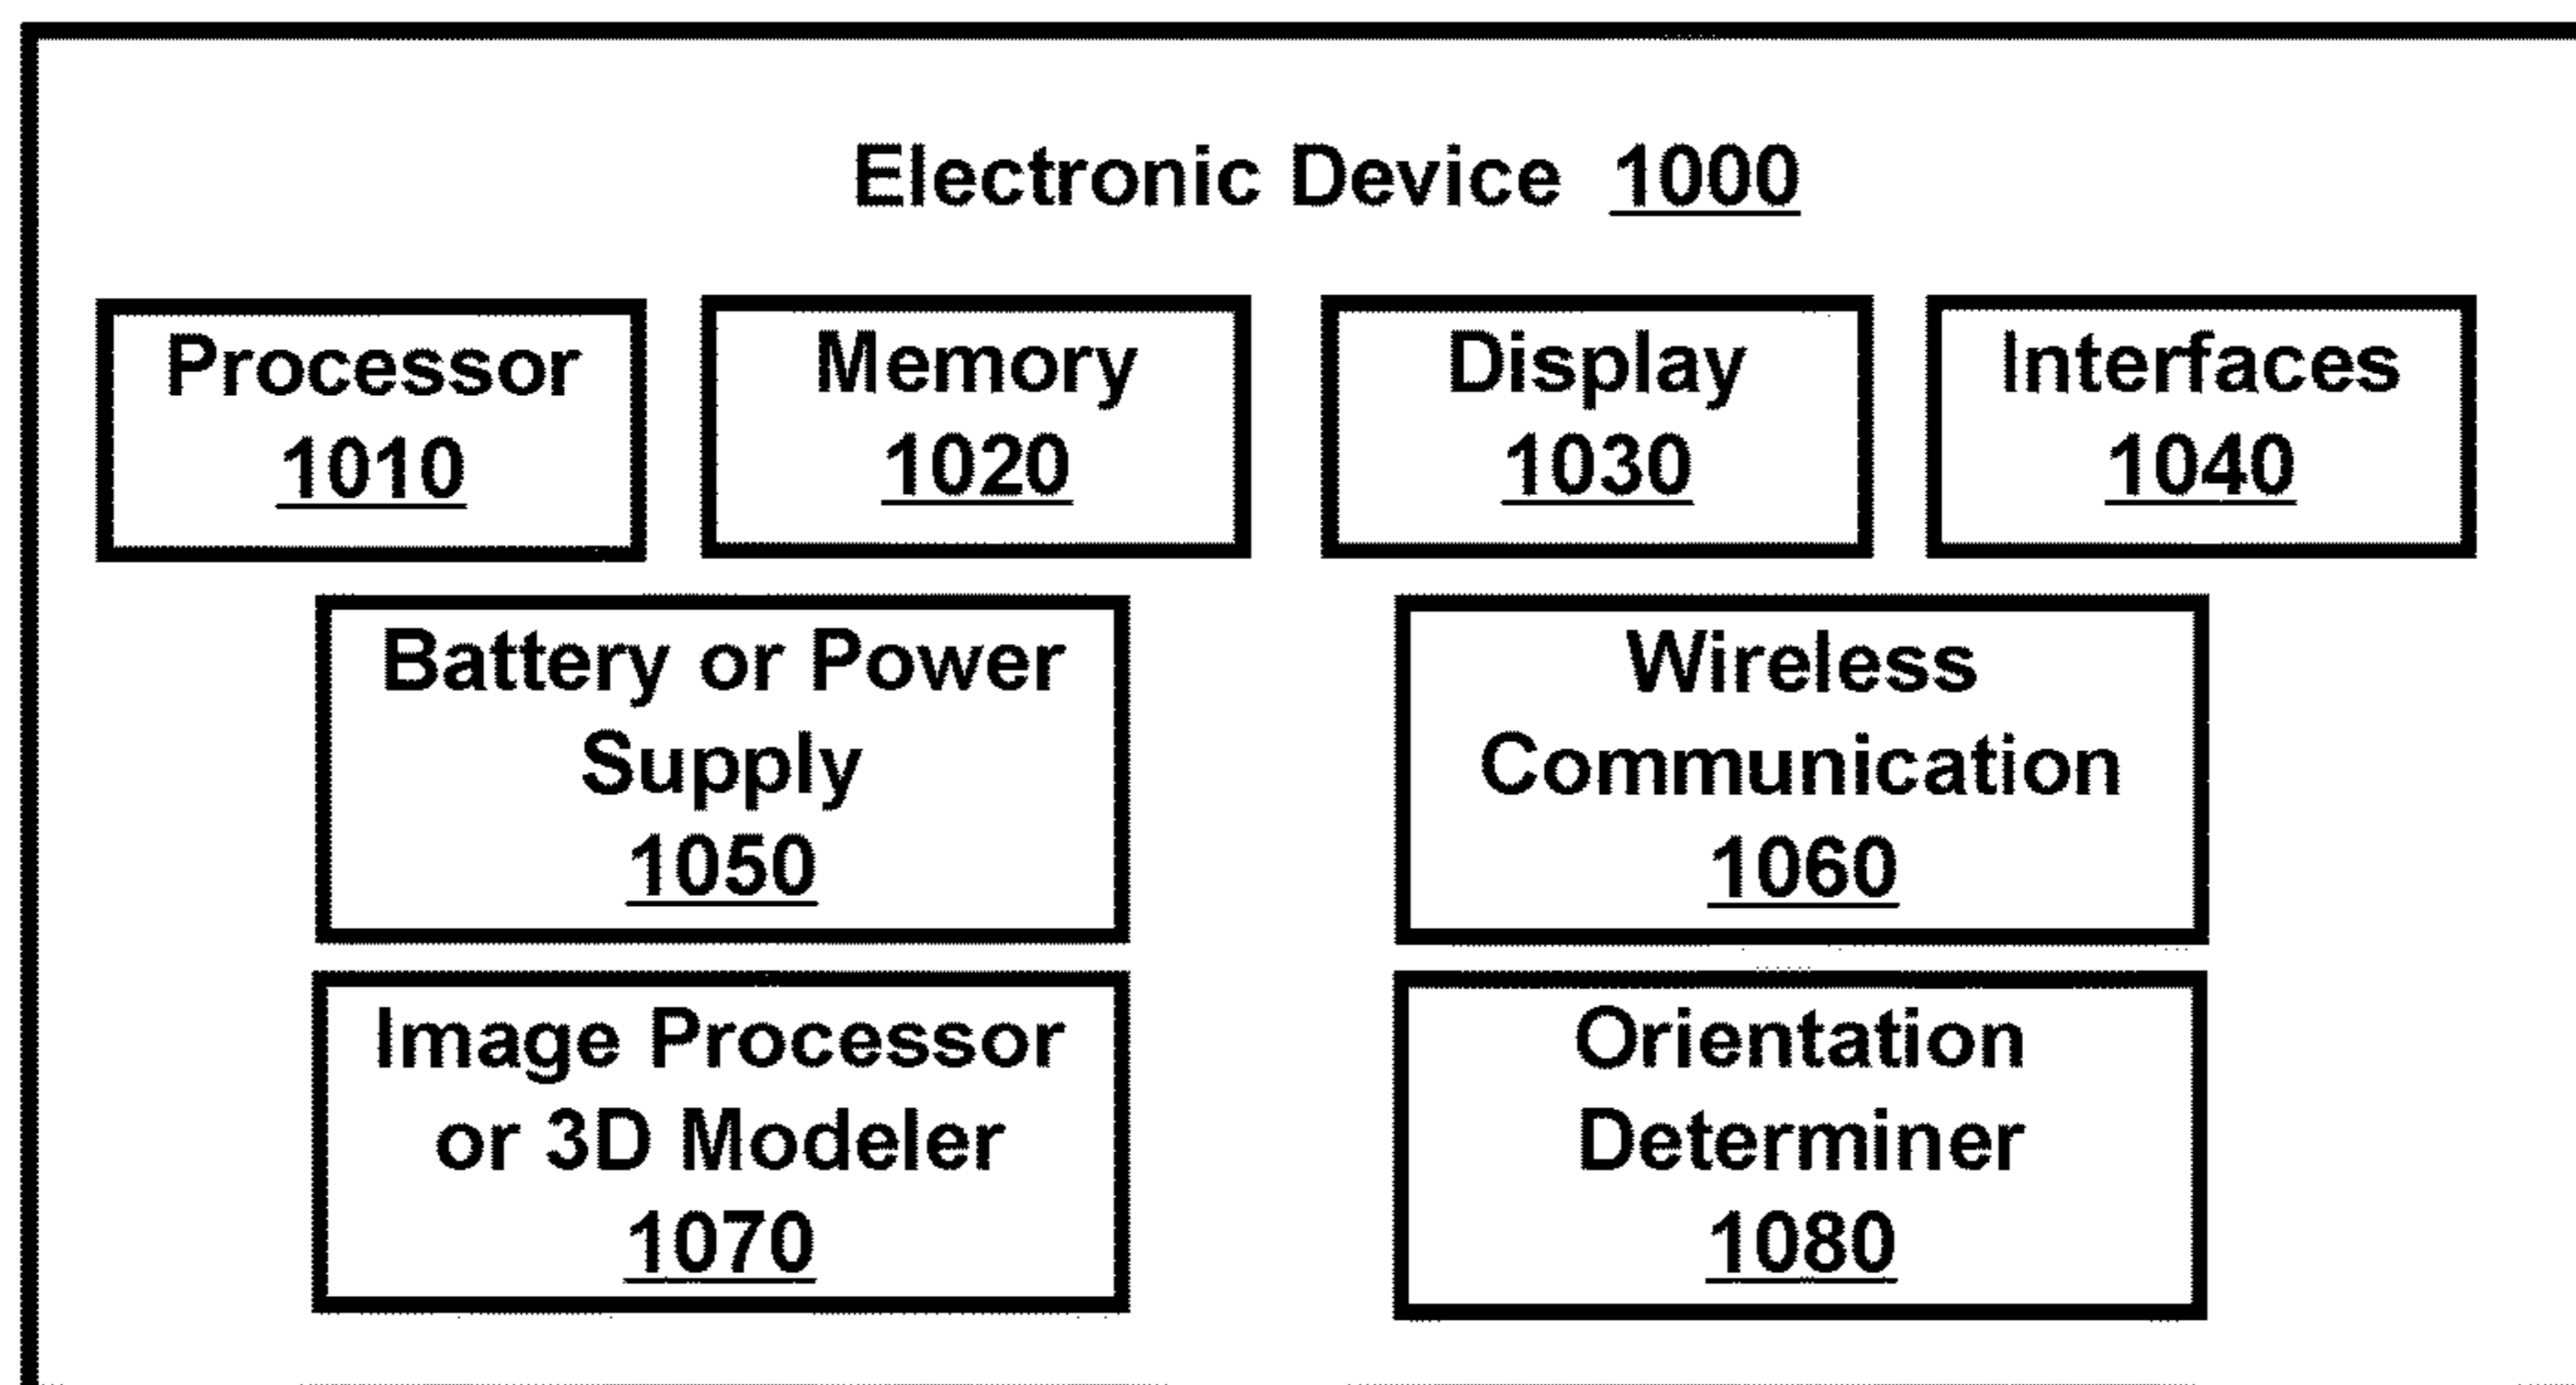 Electronic Device 1000
Processor
1010
Memory
1020
Display
1030
Interfaces
1040
Battery or Power
Supply
1050
Wireless
Communication
1060
Image Processor
or 3D Modeler
1070
Orientation
Determiner
1080